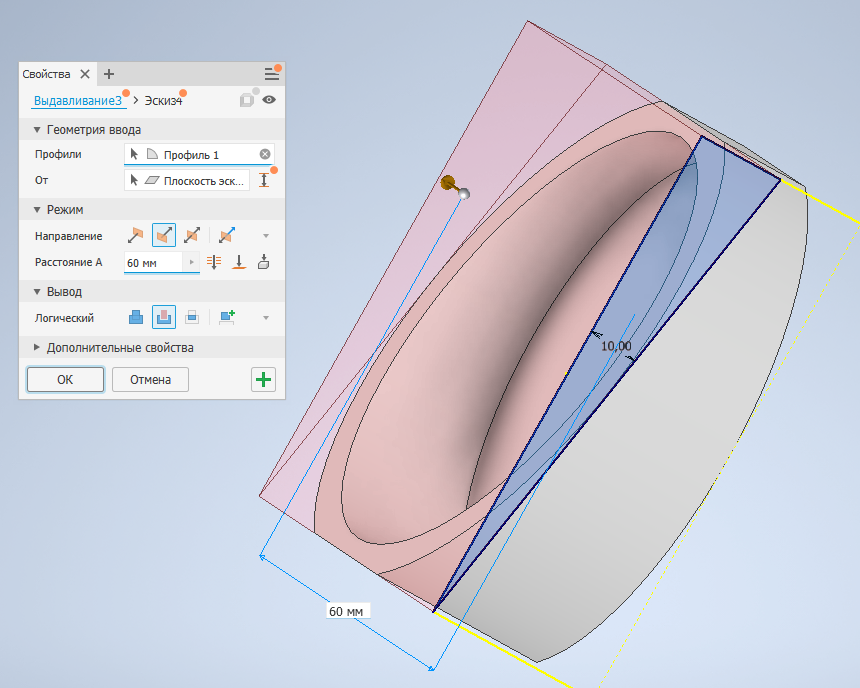 Свойства
Выдавливание3 > Эскиз4
Геометрия ввода
Профили Профиль 1
От Плоскость эск...
Режим
Направление
Расстояние A 60 мм
Вывод
Логический
Дополнительные свойства
ОК Отмена
10,00
60 мм